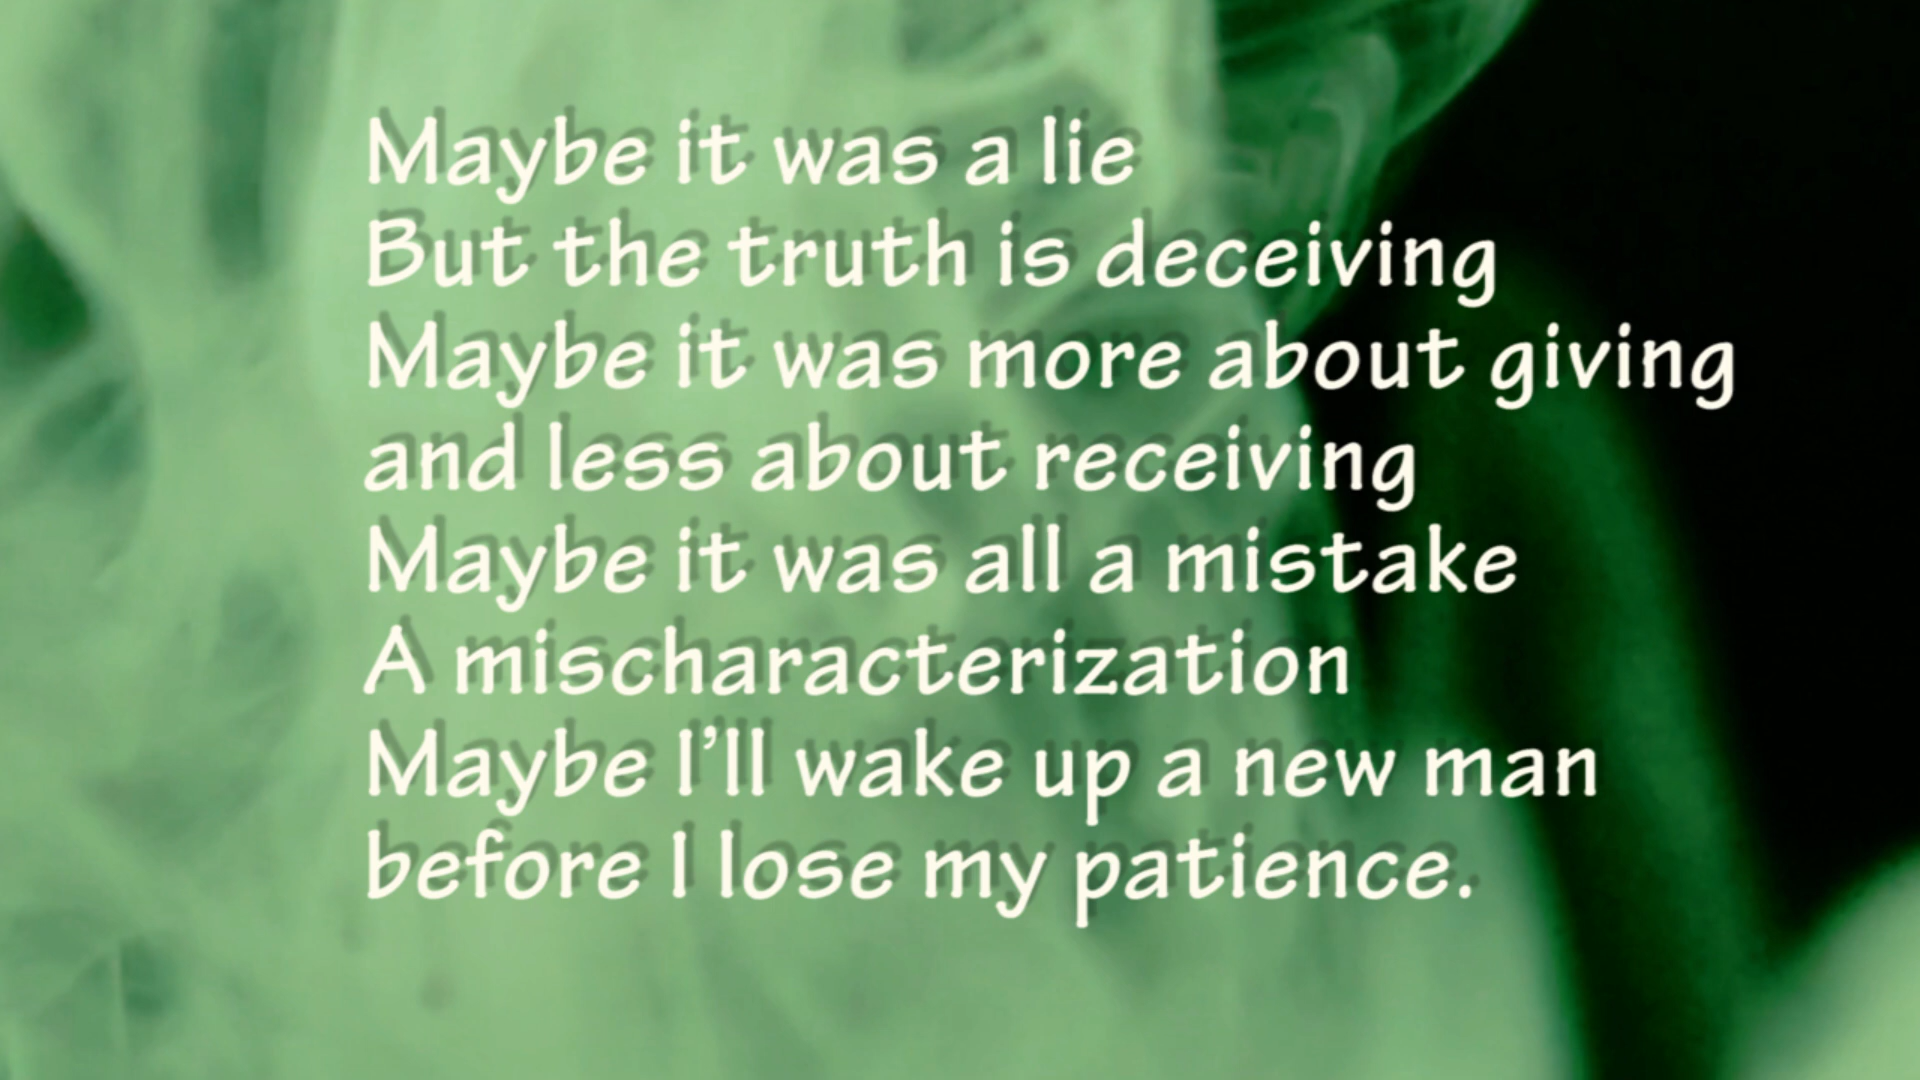 Maybe it was a lie
But the truth is deceiving
Maybe it was more about giving
and less about receiving
Maybe it was all a mistake
A mischaracterization
Maybe I’ll wake up a new man
before I lose my patience.